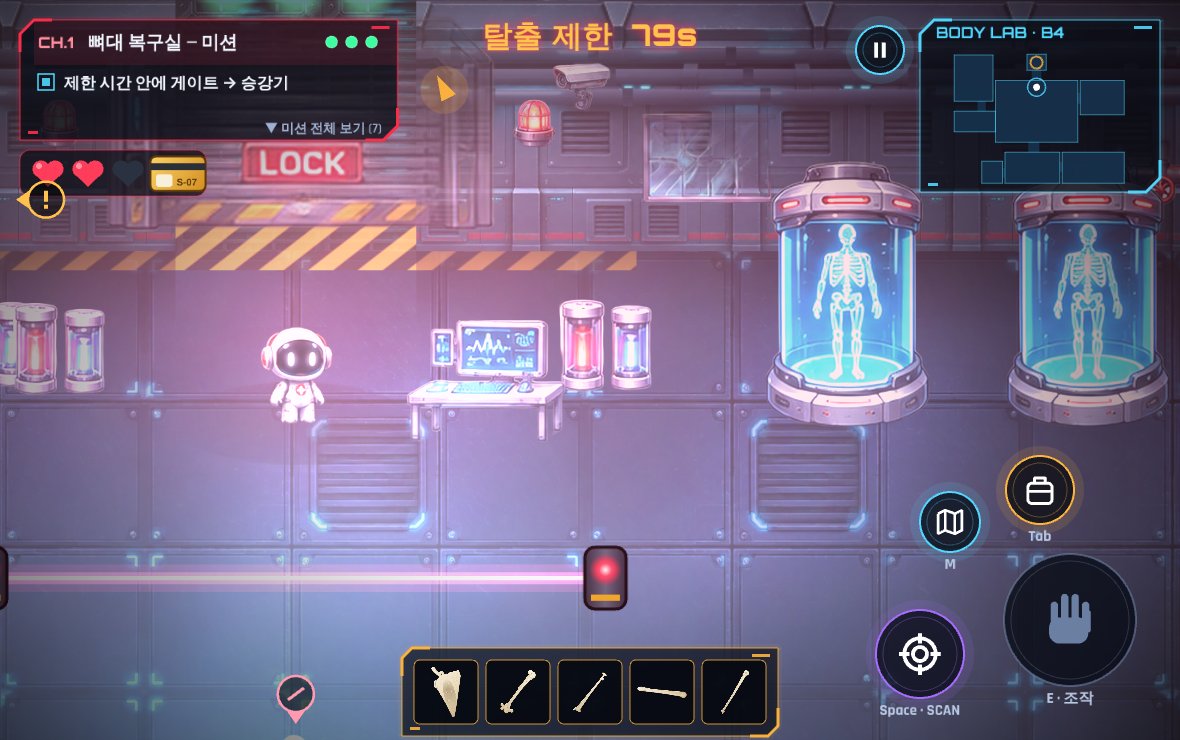 CH.1 뼈대 복구실 – 미션
제한 시간 안에 게이트 → 승강기
▼ 미션 전체 보기 (7)
탈출 제한 79s
BODY LAB · B4
S-07
!
LOCK
Tab
M
Space · SCAN
E · 조작